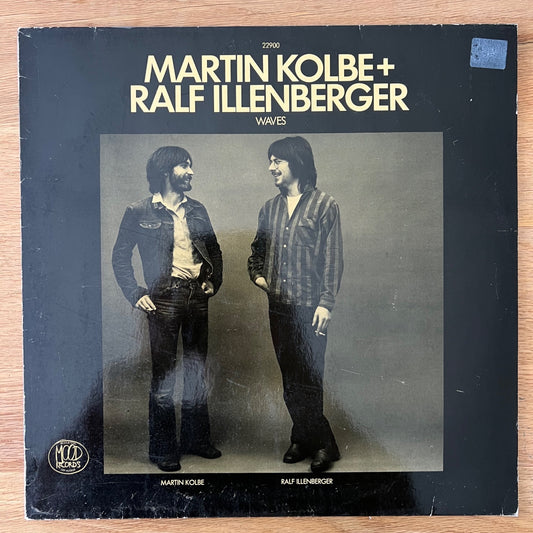 22900
MARTIN KOLBE+
RALF ILLENBERGER
WAVES
MOOD
RECORDS
MARTIN KOLBE
RALF ILLENBERGER